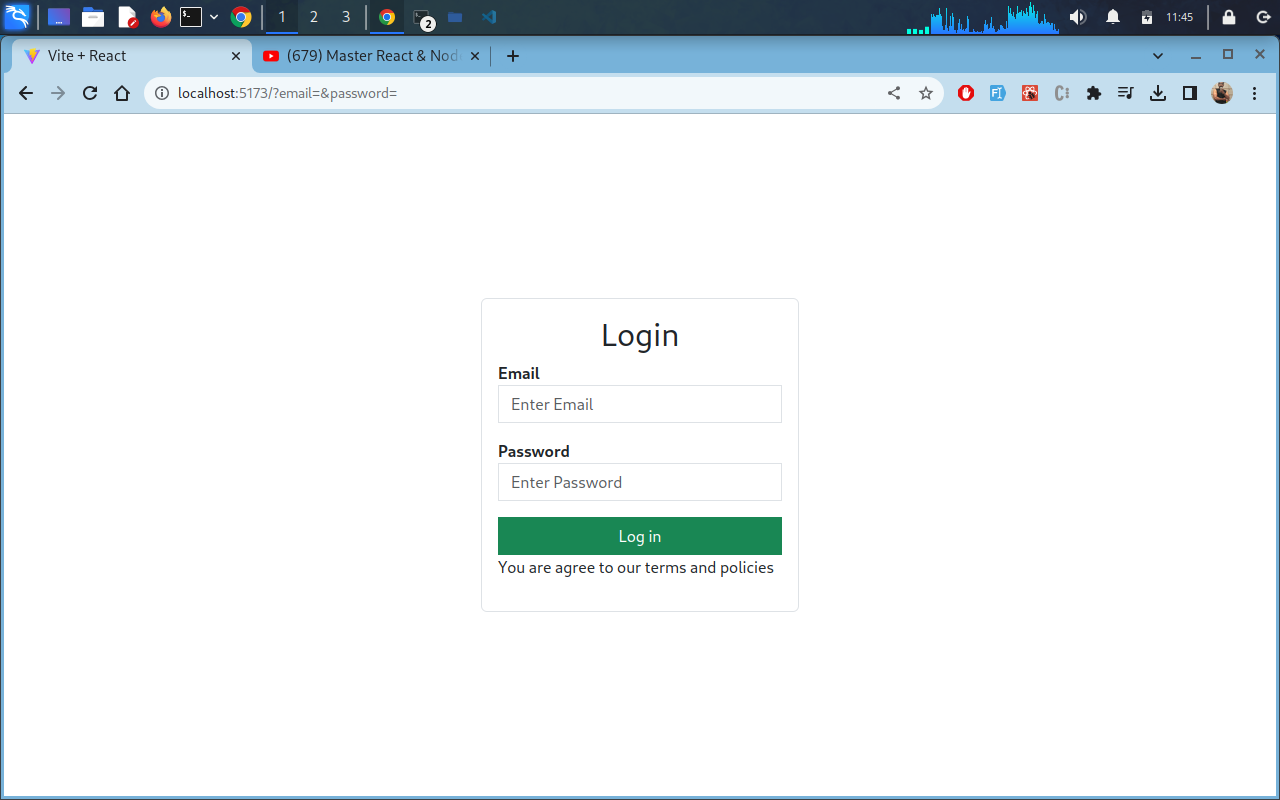 1 2 3 2 11:45
Vite + React (679) Master React & Nod
localhost:5173/?email=&password=
Login
Email
Enter Email
Password
Enter Password
Log in
You are agree to our terms and policies